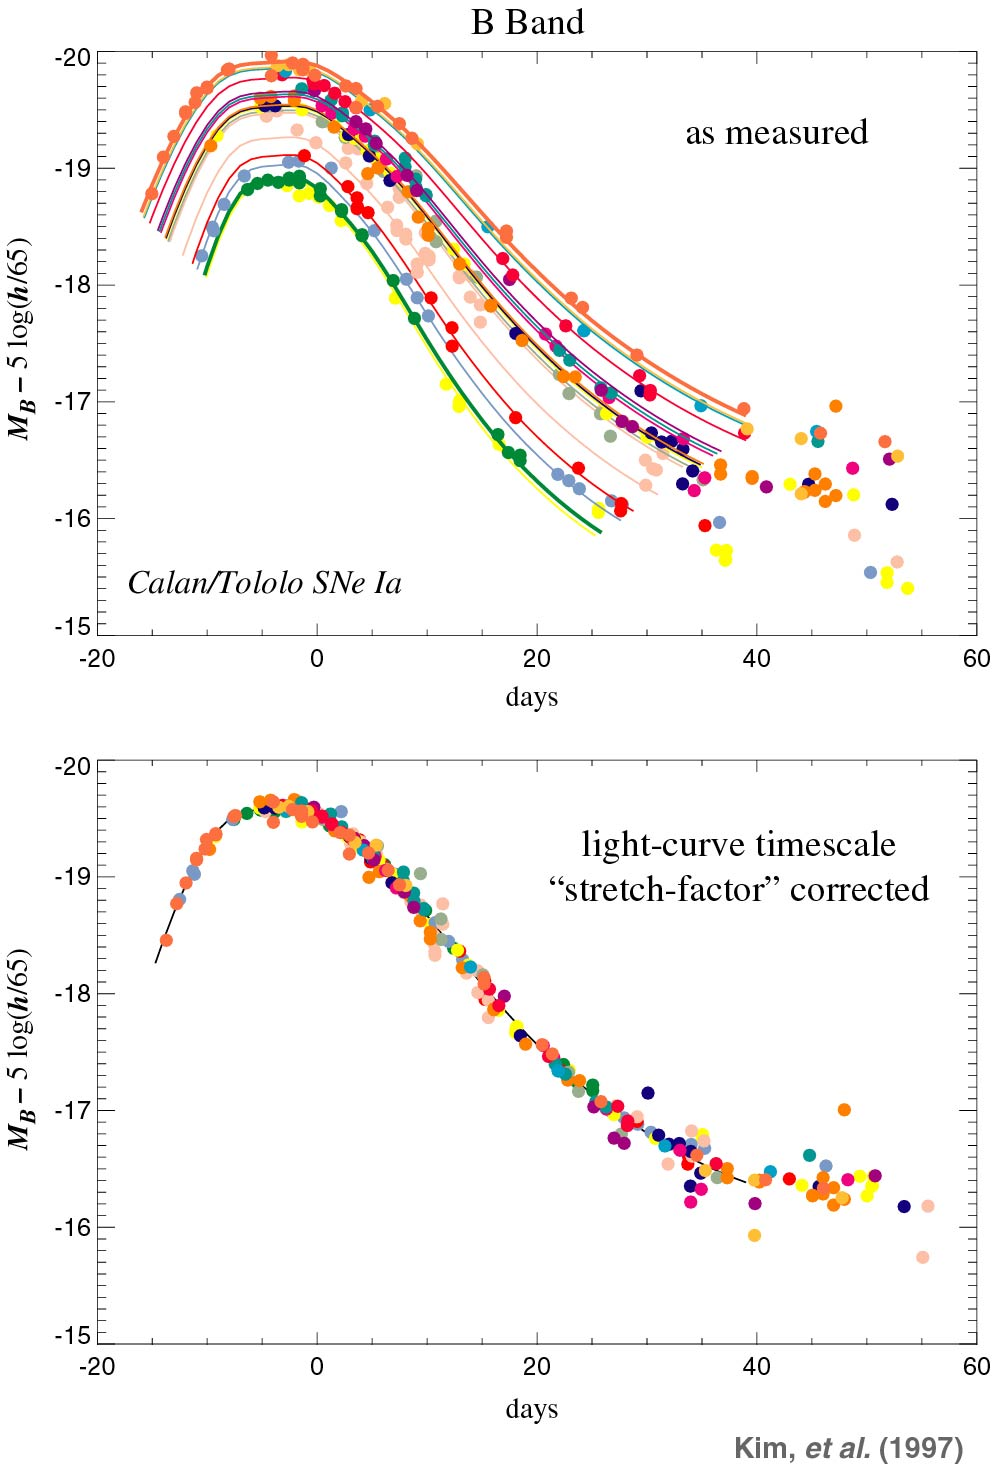 B Band
-20
as measured
-19
-18
M_B – 5 log(h/65)
-17
-16
Calan/Tololo SNe Ia
-15
-20 0 20 40 60
days
-20
light-curve timescale
“stretch-factor” corrected
-19
-18
M_B – 5 log(h/65)
-17
-16
-15
-20 0 20 40 60
days
Kim, et al. (1997)